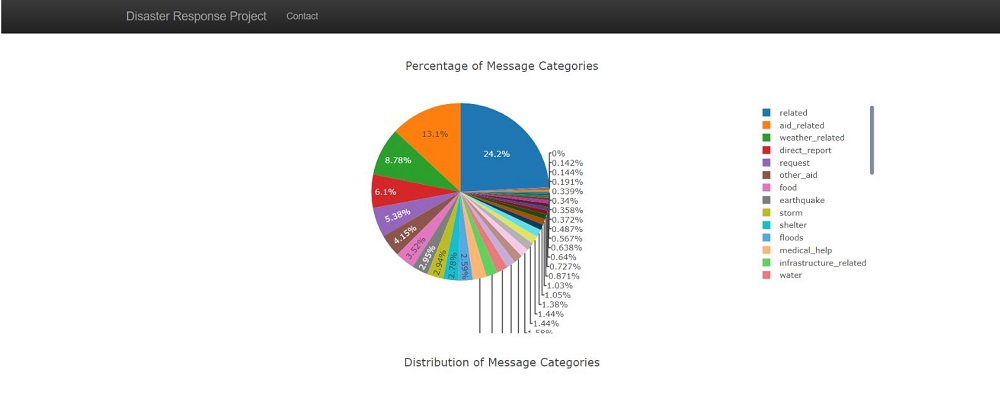 Disaster Response Project Contact
Percentage of Message Categories
24.2%
13.1%
8.78%
6.1%
5.38%
4.15%
3.52%
2.95%
2.94%
2.78%
2.59%
0%
0.142%
0.144%
0.191%
0.339%
0.34%
0.358%
0.372%
0.487%
0.567%
0.638%
0.64%
0.727%
0.871%
1.03%
1.05%
1.38%
1.44%
1.44%
1.58%
related
aid_related
weather_related
direct_report
request
other_aid
food
earthquake
storm
shelter
floods
medical_help
infrastructure_related
water
Distribution of Message Categories